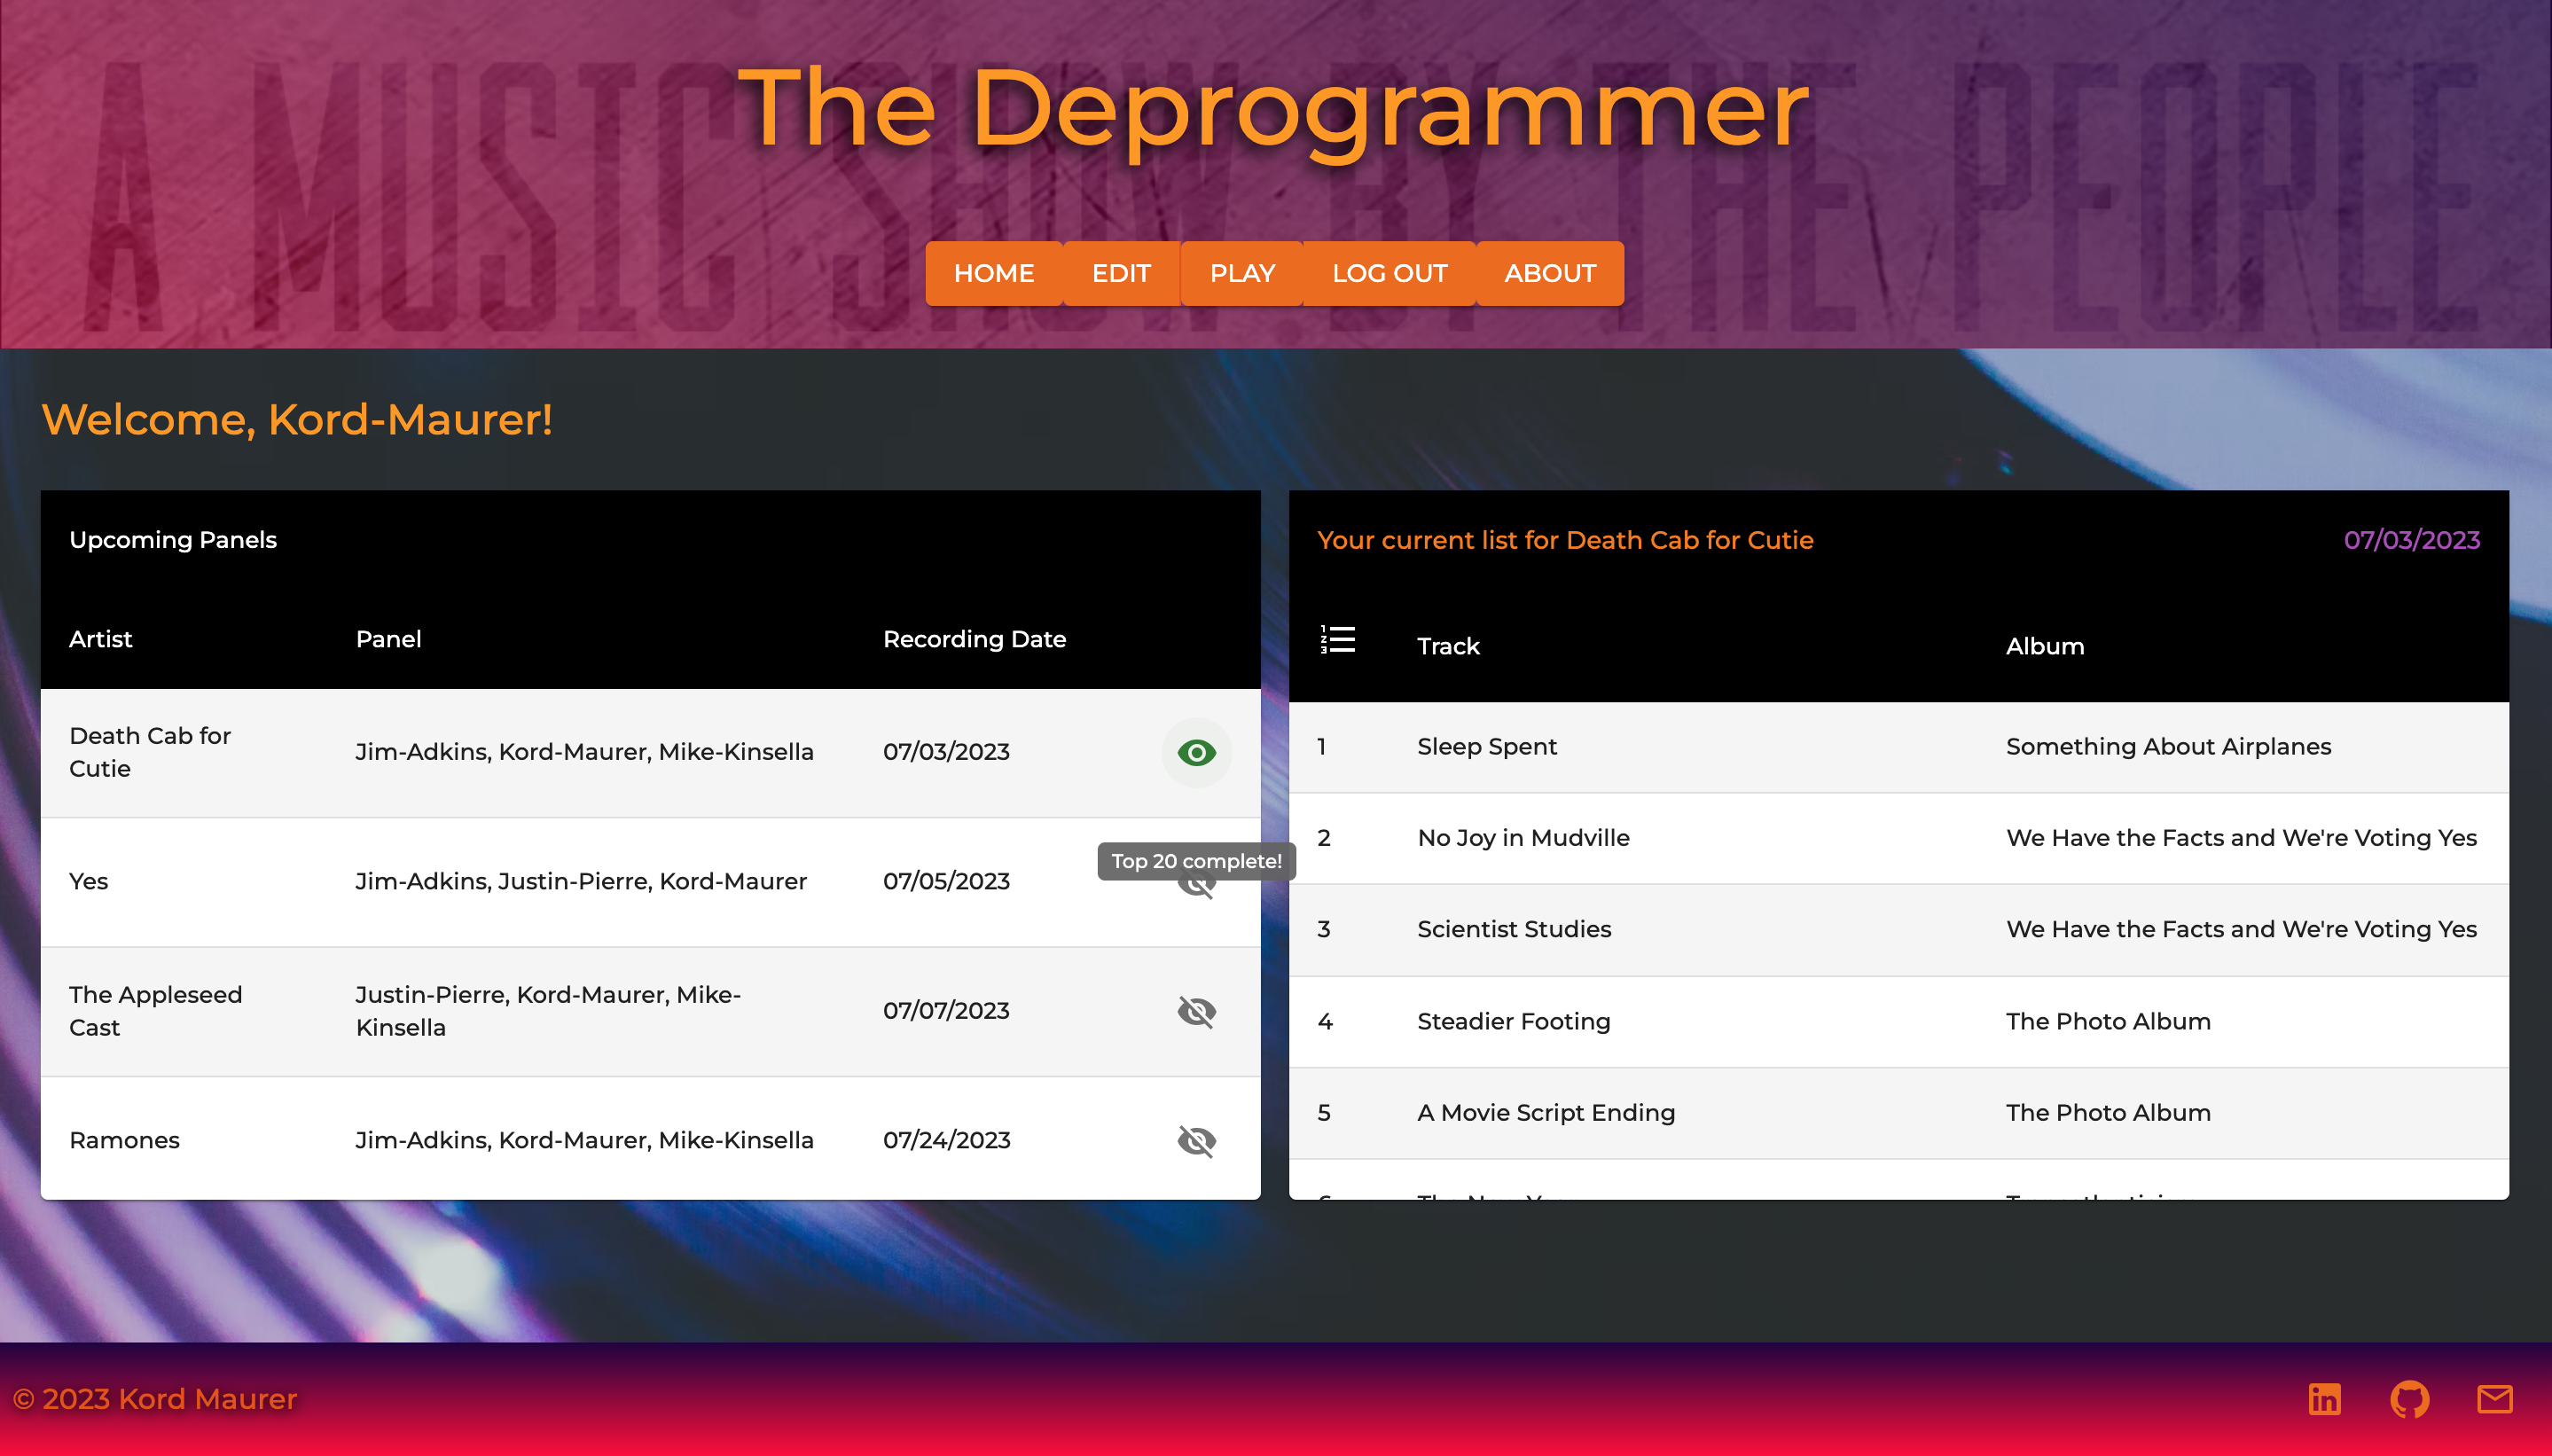 A MUSIC SHOW BY THE PEOPLE
The Deprogrammer
HOME EDIT PLAY LOG OUT ABOUT
Welcome, Kord-Maurer!
Upcoming Panels
Artist Panel Recording Date
Death Cab for
Cutie
Jim-Adkins, Kord-Maurer, Mike-Kinsella
07/03/2023
Top 20 complete!
Yes Jim-Adkins, Justin-Pierre, Kord-Maurer 07/05/2023
The Appleseed
Cast
Justin-Pierre, Kord-Maurer, Mike-
Kinsella
07/07/2023
Ramones Jim-Adkins, Kord-Maurer, Mike-Kinsella 07/24/2023
Your current list for Death Cab for Cutie 07/03/2023
Track Album
1 Sleep Spent Something About Airplanes
2 No Joy in Mudville We Have the Facts and We're Voting Yes
3 Scientist Studies We Have the Facts and We're Voting Yes
4 Steadier Footing The Photo Album
5 A Movie Script Ending The Photo Album
© 2023 Kord Maurer